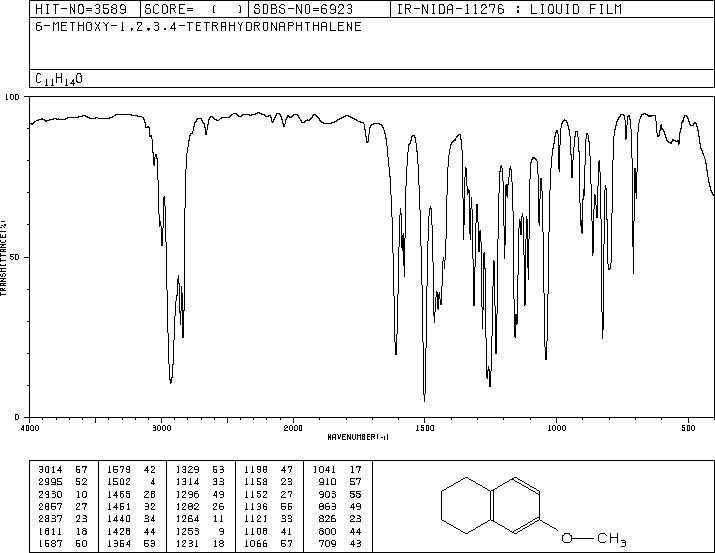 HIT-NO=3589 SCORE= ( ) SDBS-NO=6923 IR-NIDA-11276 : LIQUID FILM
6-METHOXY-1,2,3,4-TETRAHYDRONAPHTHALENE
C11H14O
100
50
0
TRANSMITTANCE(%)
4000 3000 2000 1500 1000 500
WAVENUMBER(-1)
3014 57 1579 42 1329 53 1198 47 1041 17
2995 52 1502 4 1314 33 1158 23 910 57
2930 10 1465 28 1296 49 1152 27 903 55
2867 27 1451 32 1282 26 1136 55 863 49
2837 23 1440 34 1264 11 1121 33 826 23
1611 18 1428 44 1253 9 1108 41 800 44
1587 50 1354 53 1231 18 1066 57 709 43
O—CH3